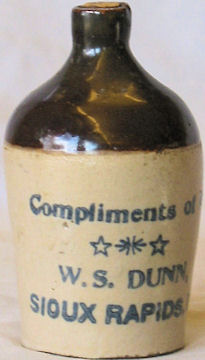 Compliments of
W. S. DUNN,
SIOUX RAPIDS.